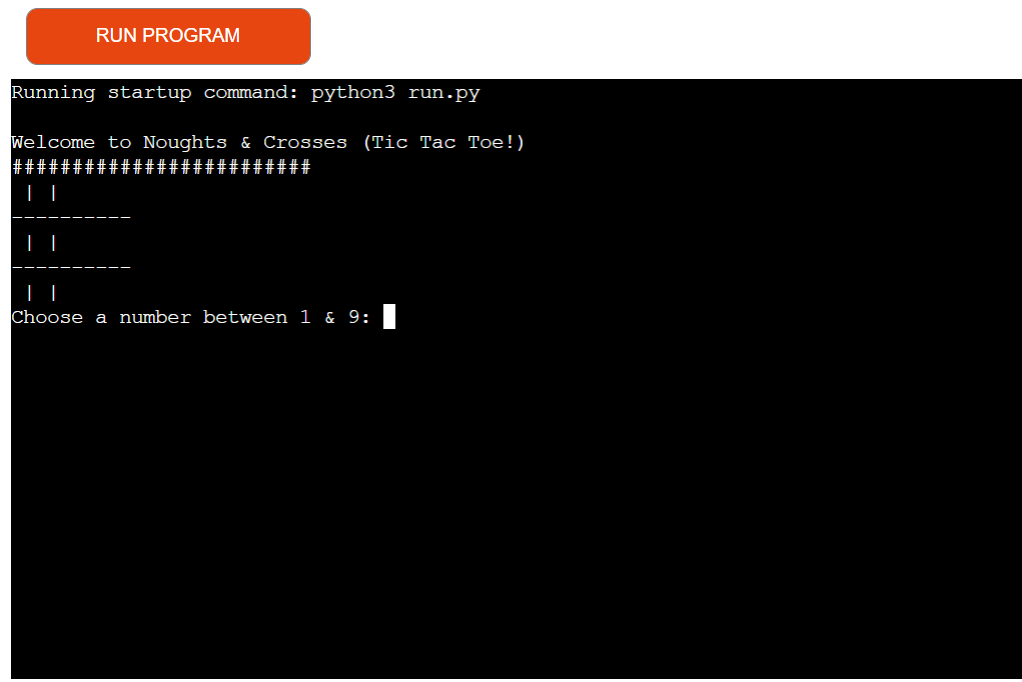 RUN PROGRAM
Running startup command: python3 run.py
Welcome to Noughts & Crosses (Tic Tac Toe!)
#########################
 | |
----------
 | |
----------
 | |
Choose a number between 1 & 9: